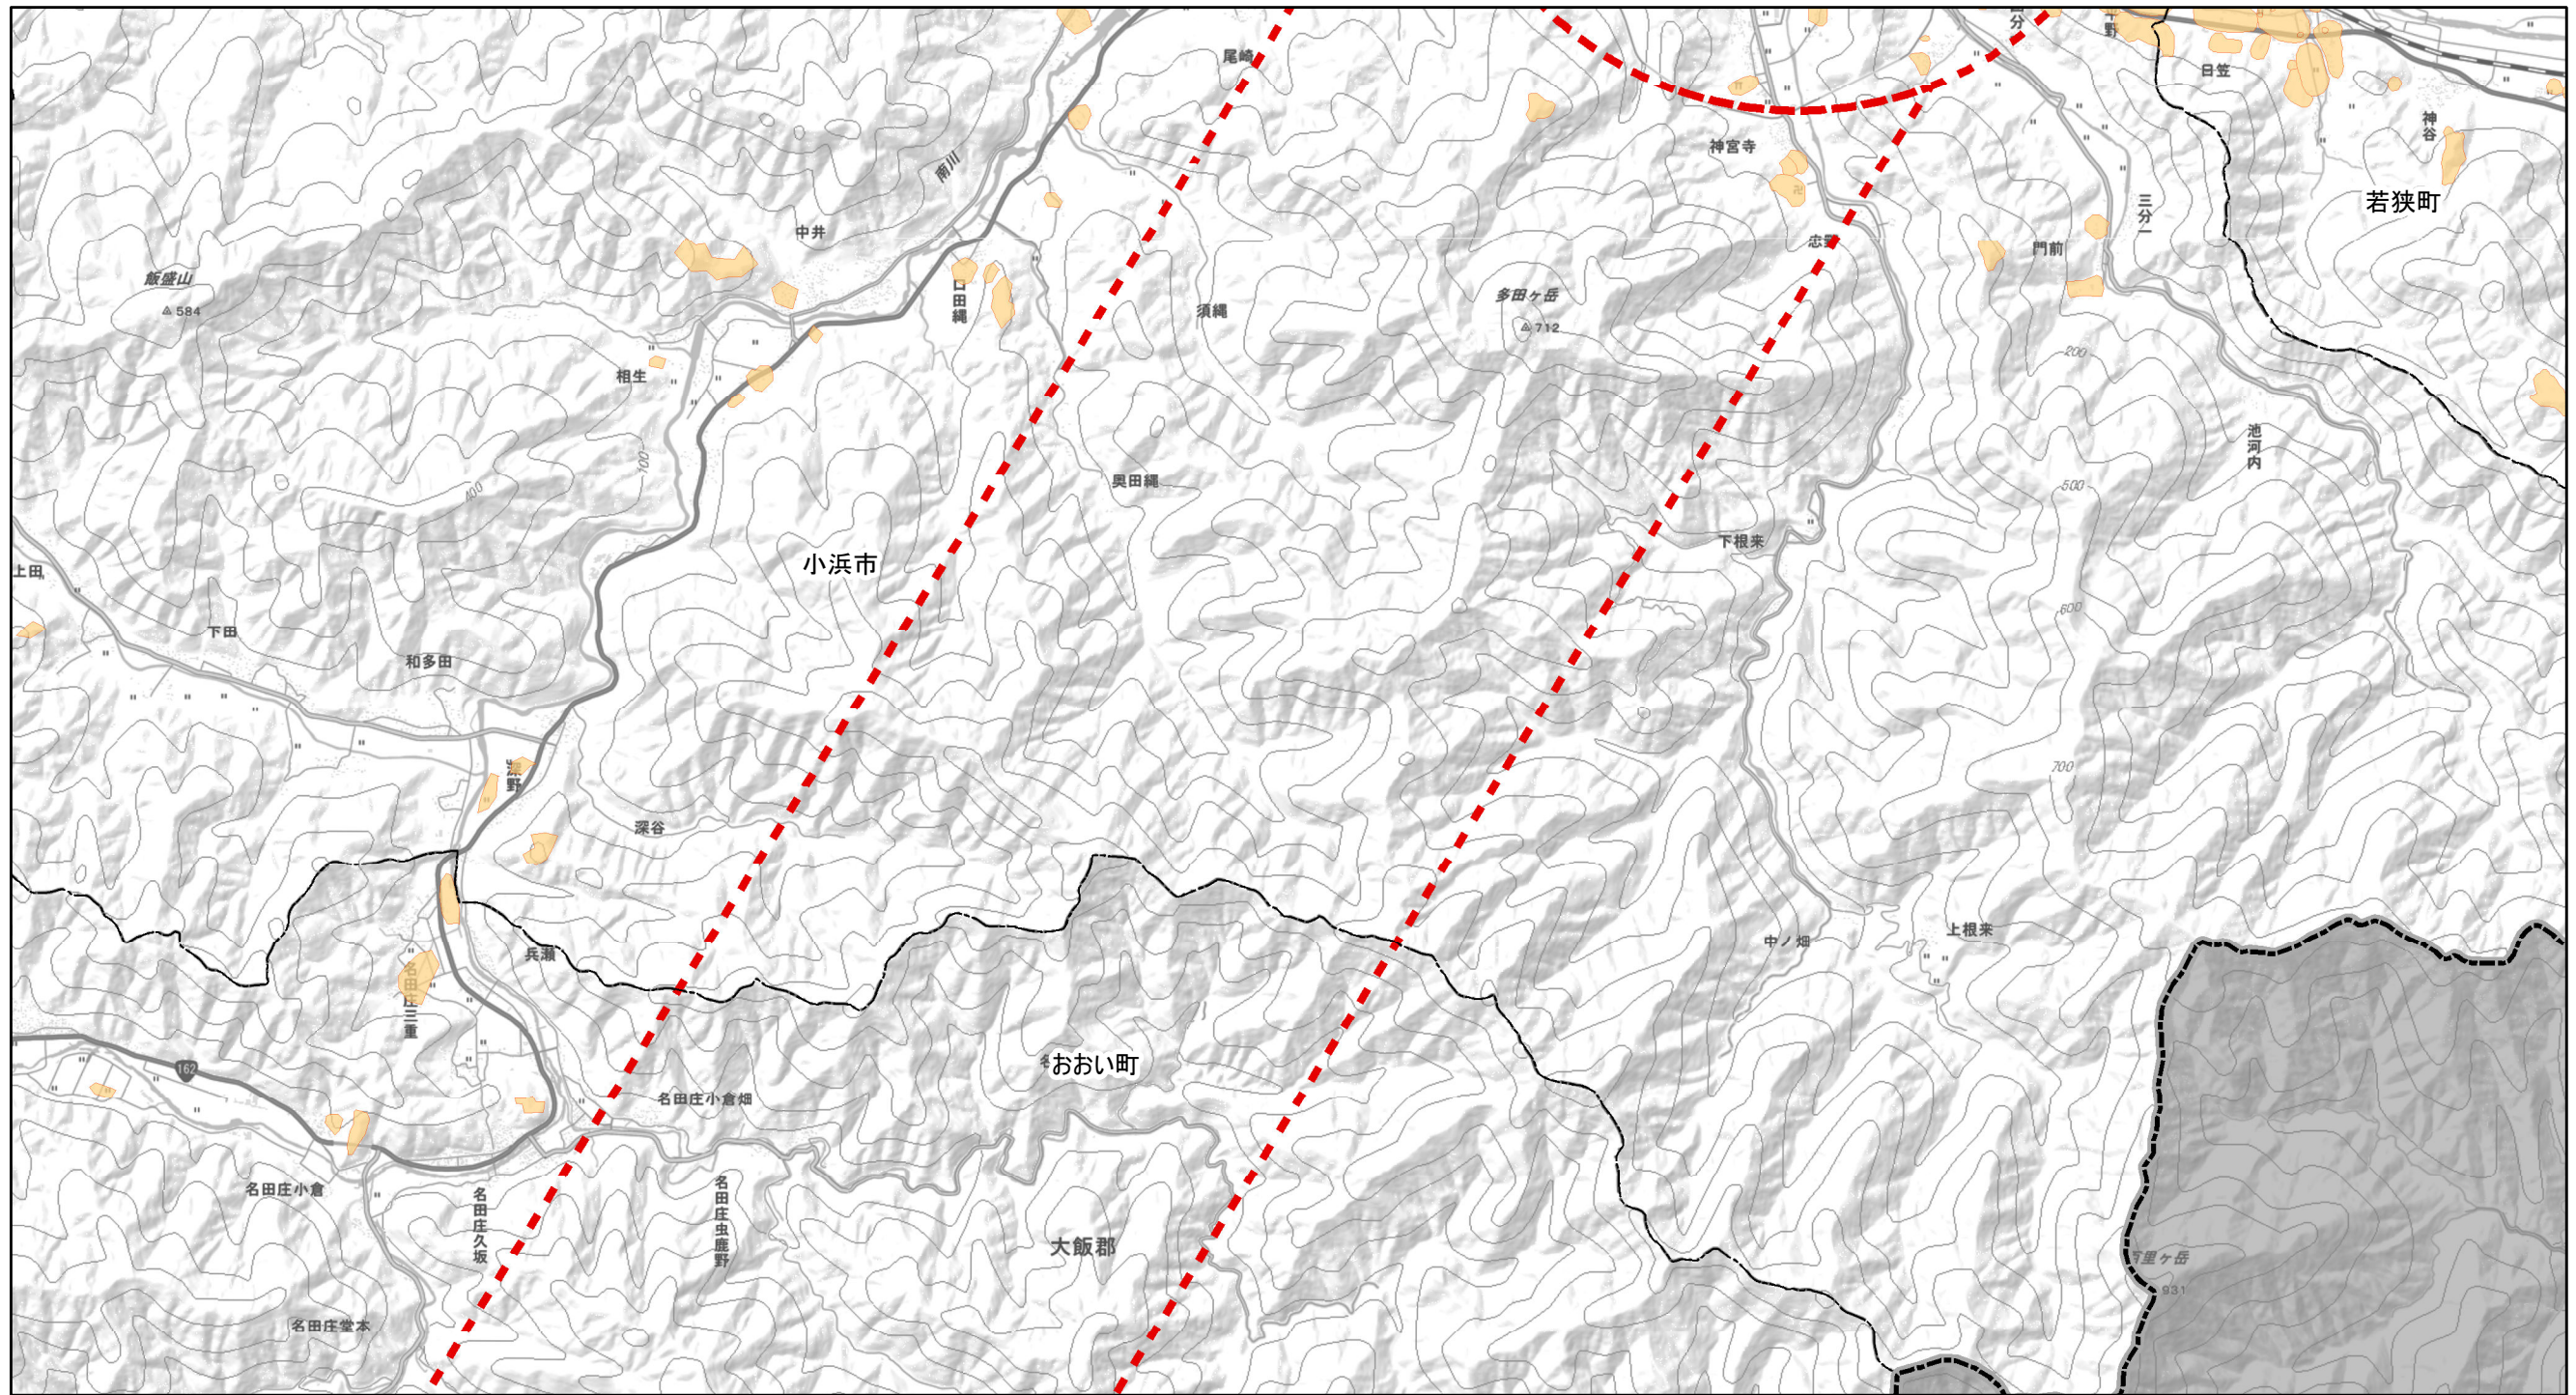 尾崎
日笠
神谷
神宮寺
南川
若狭町
三分一
中井
門前
飯盛山
584
口田縄
須縄
多田ヶ岳
712
200
相生
池河内
100
400
奥田縄
500
下根来
小浜市
上田
600
下田
和多田
700
深野
深谷
上根来
中ノ畑
兵瀬
名田庄三重
おおい町
162
名田庄小倉畑
名田庄小倉
名田庄久坂
名田庄虫鹿野
大飯郡
931
名田庄堂本